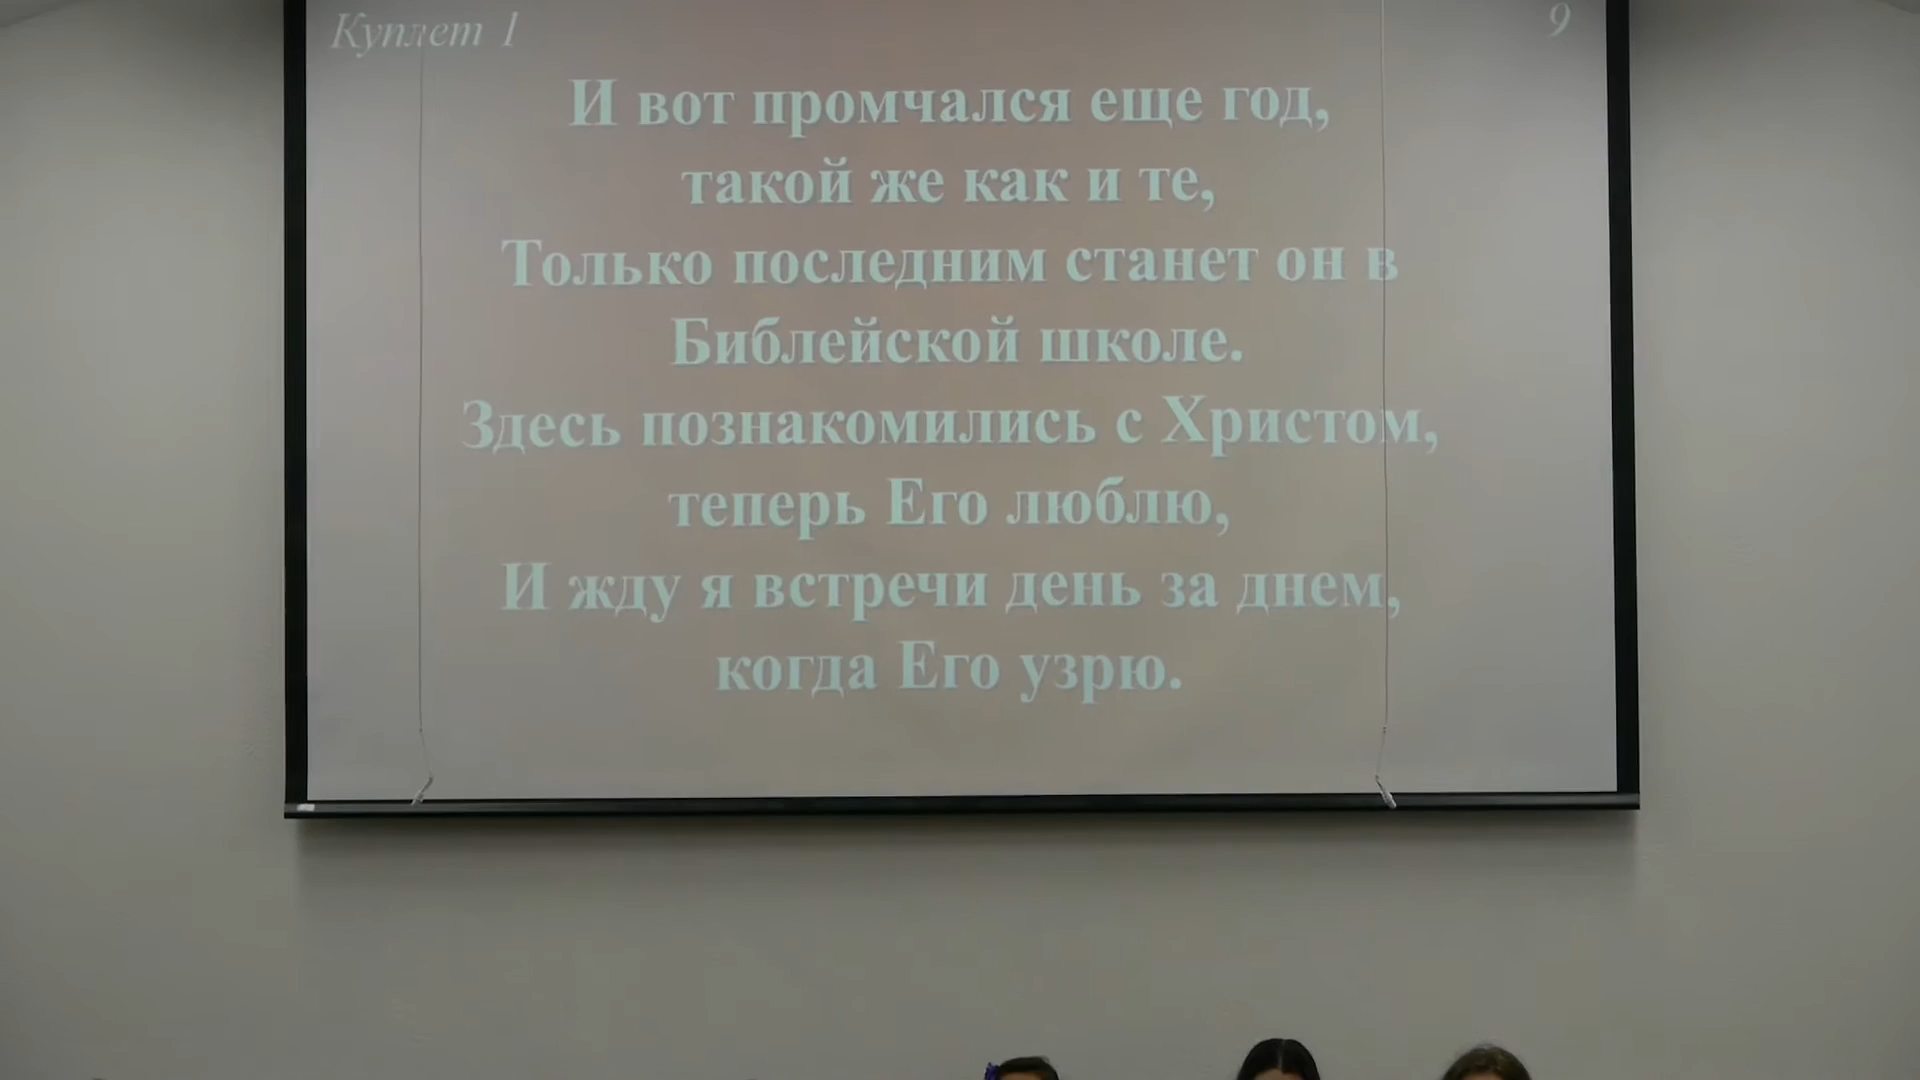 Куплет 1
9
И вот промчался еще год,
такой же как и те,
Только последним станет он в
Библейской школе.
Здесь познакомились с Христом,
теперь Его люблю,
И жду я встречи день за днем,
когда Его узрю.